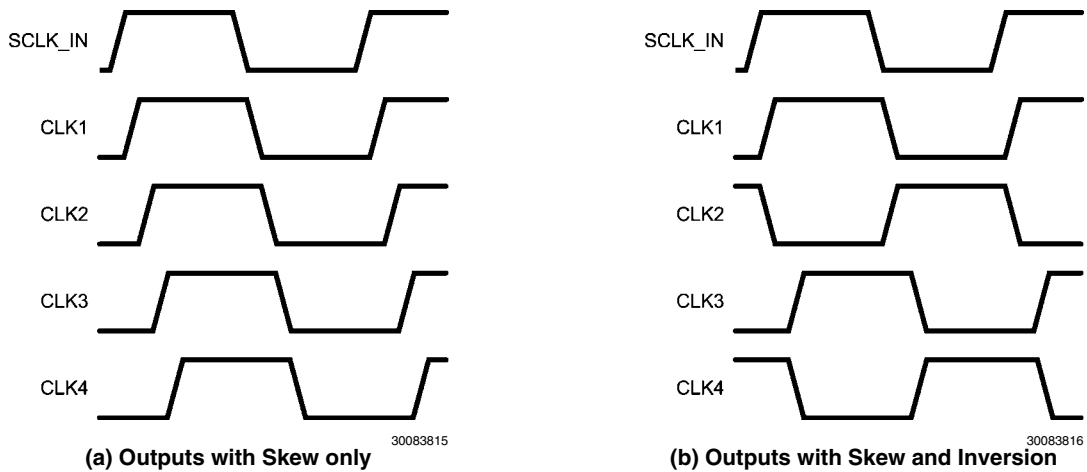 SCLK_IN
CLK1
CLK2
CLK3
CLK4
30083815
(a) Outputs with Skew only
SCLK_IN
CLK1
CLK2
CLK3
CLK4
30083816
(b) Outputs with Skew and Inversion